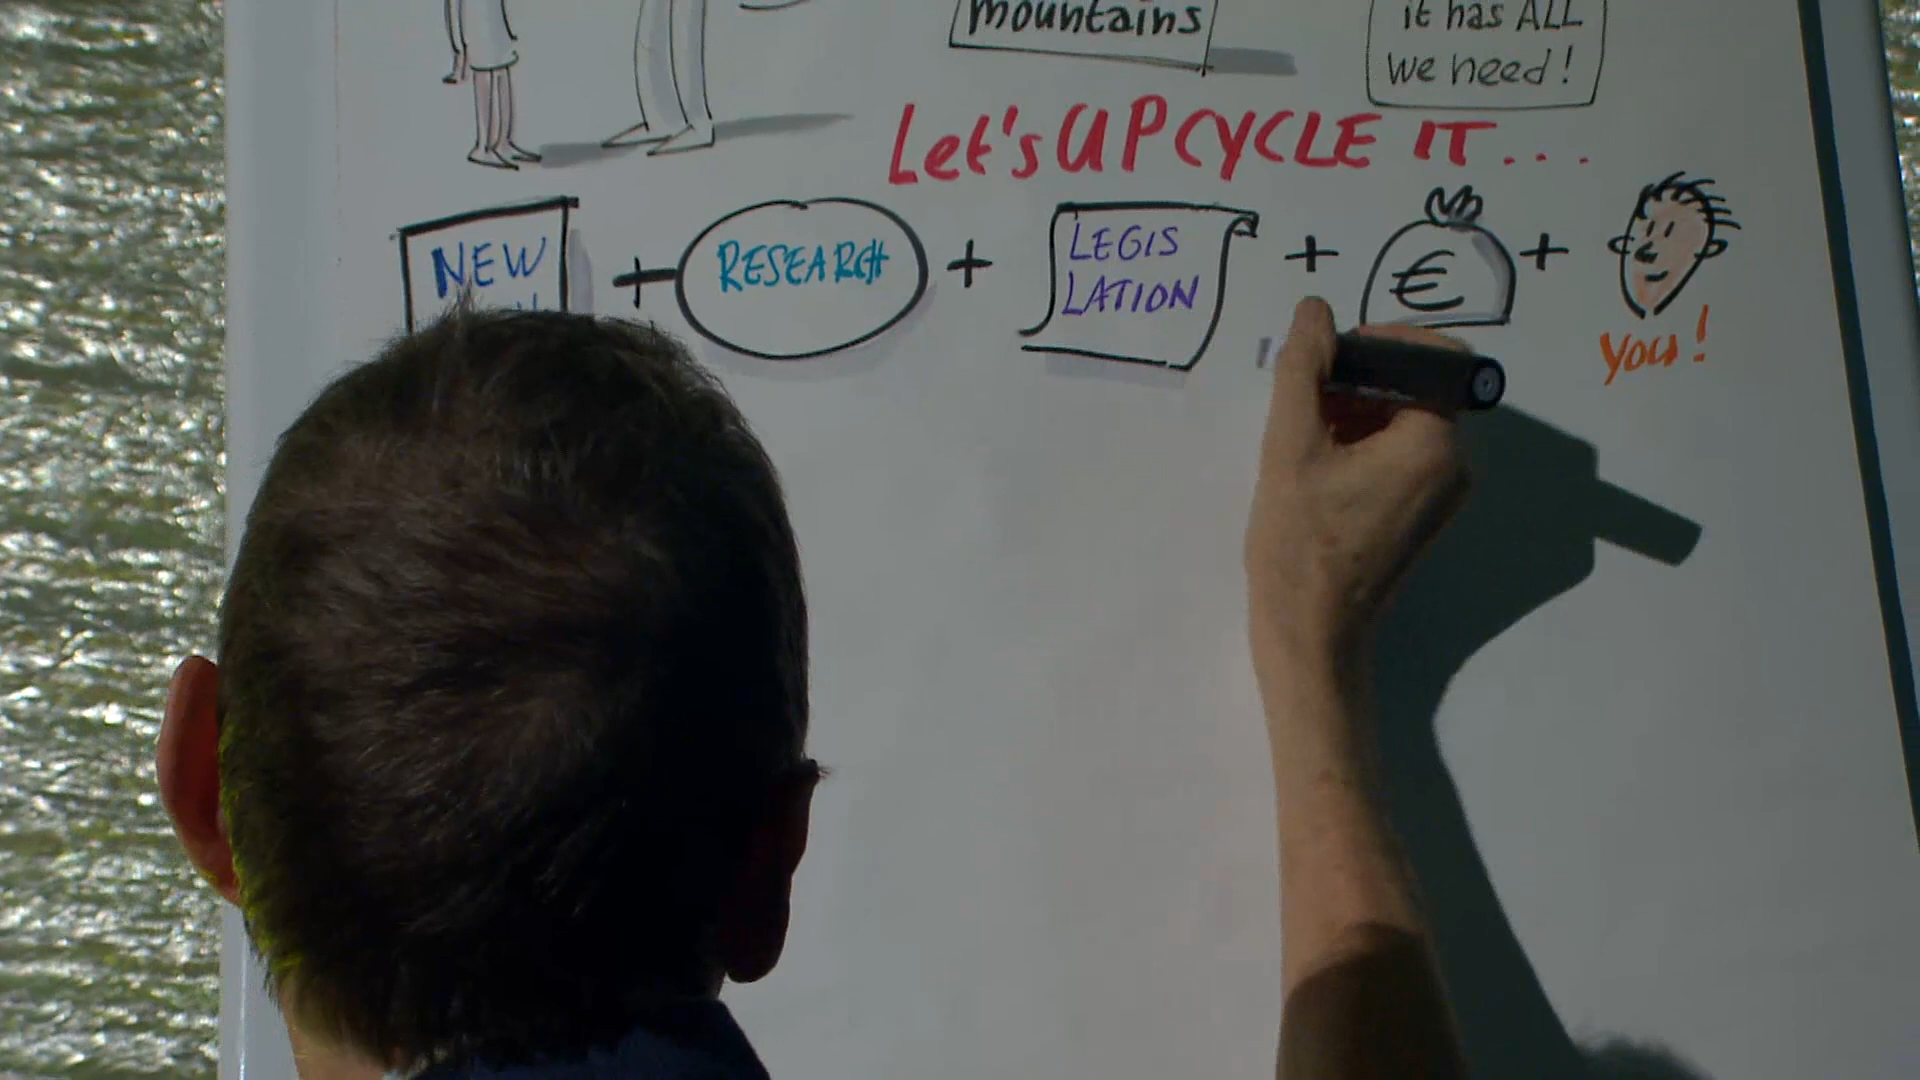 mountains
it has ALL
we need!
Let's UPCYCLE IT...
NEW
+
RESEARCH
+
LEGIS
LATION
+
€
+
YOU!